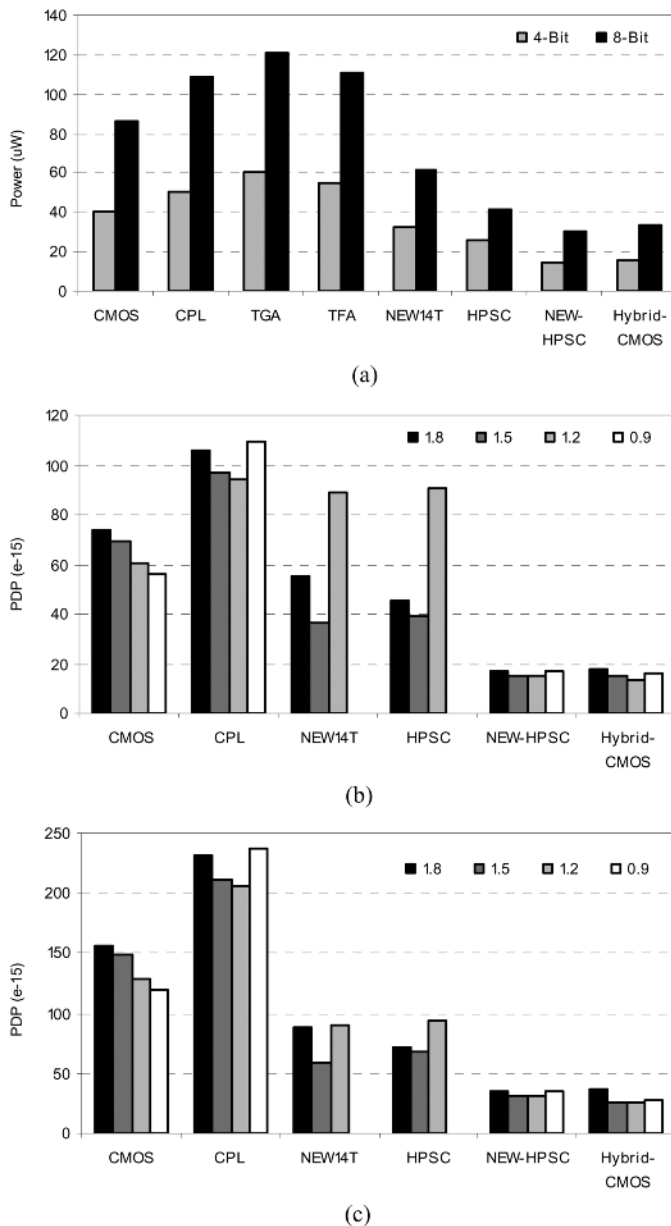 140
120
100
80
60
40
20
0
Power (uW)
4-Bit 8-Bit
CMOS CPL TGA TFA NEW14T HPSC NEW-HPSC Hybrid-CMOS
(a)
120
100
80
60
40
20
0
PDP (e-15)
1.8 1.5 1.2 0.9
CMOS CPL NEW14T HPSC NEW-HPSC Hybrid-CMOS
(b)
250
200
150
100
50
0
PDP (e-15)
1.8 1.5 1.2 0.9
CMOS CPL NEW14T HPSC NEW-HPSC Hybrid-CMOS
(c)